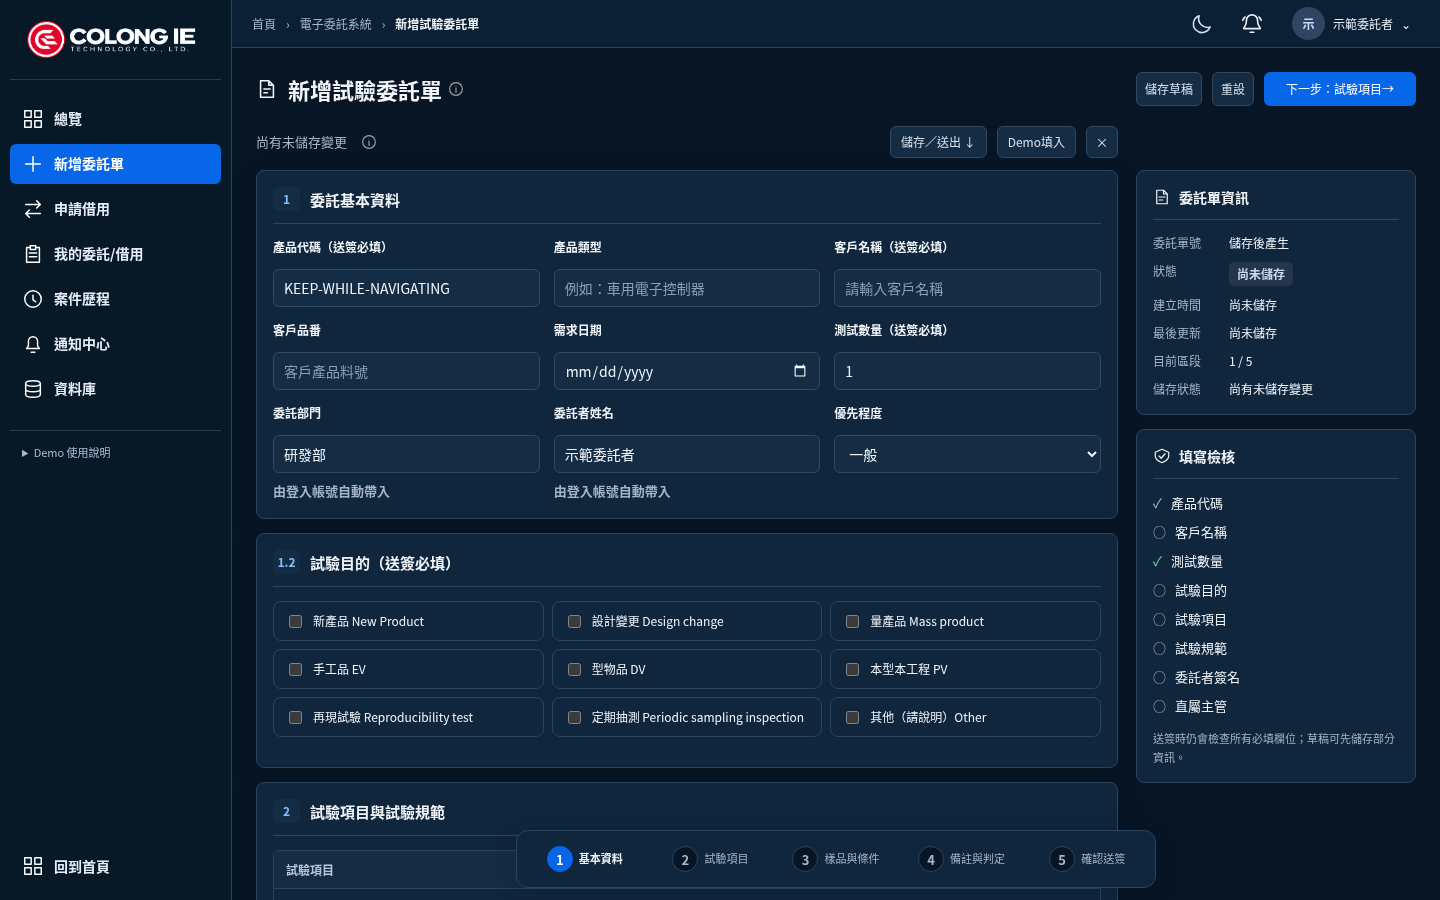 COLONG IE
TECHNOLOGY CO., LTD.
總覽
新增委託單
申請借用
我的委託/借用
案件歷程
通知中心
資料庫
Demo 使用說明
回到首頁
首頁 › 電子委託系統 › 新增試驗委託單
示 示範委託者
新增試驗委託單
儲存草稿 重設 下一步：試驗項目→
尚有未儲存變更
儲存／送出 ↓ Demo填入 ×
1 委託基本資料
產品代碼（送簽必填） 產品類型 客戶名稱（送簽必填）
KEEP-WHILE-NAVIGATING 例如：車用電子控制器 請輸入客戶名稱
客戶品番 需求日期 測試數量（送簽必填）
客戶產品料號 mm/dd/yyyy 1
委託部門 委託者姓名 優先程度
研發部 示範委託者 一般
由登入帳號自動帶入 由登入帳號自動帶入
1.2 試驗目的（送簽必填）
新產品 New Product 設計變更 Design change 量產品 Mass product
手工品 EV 型物品 DV 本型本工程 PV
再現試驗 Reproducibility test 定期抽測 Periodic sampling inspection 其他（請說明）Other
2 試驗項目與試驗規範
試驗項目
1 基本資料 2 試驗項目 3 樣品與條件 4 備註與判定 5 確認送簽
委託單資訊
委託單號 儲存後產生
狀態 尚未儲存
建立時間 尚未儲存
最後更新 尚未儲存
目前區段 1 / 5
儲存狀態 尚有未儲存變更
填寫檢核
✓ 產品代碼
客戶名稱
✓ 測試數量
試驗目的
試驗項目
試驗規範
委託者簽名
直屬主管
送簽時仍會檢查所有必填欄位；草稿可先儲存部分
資訊。